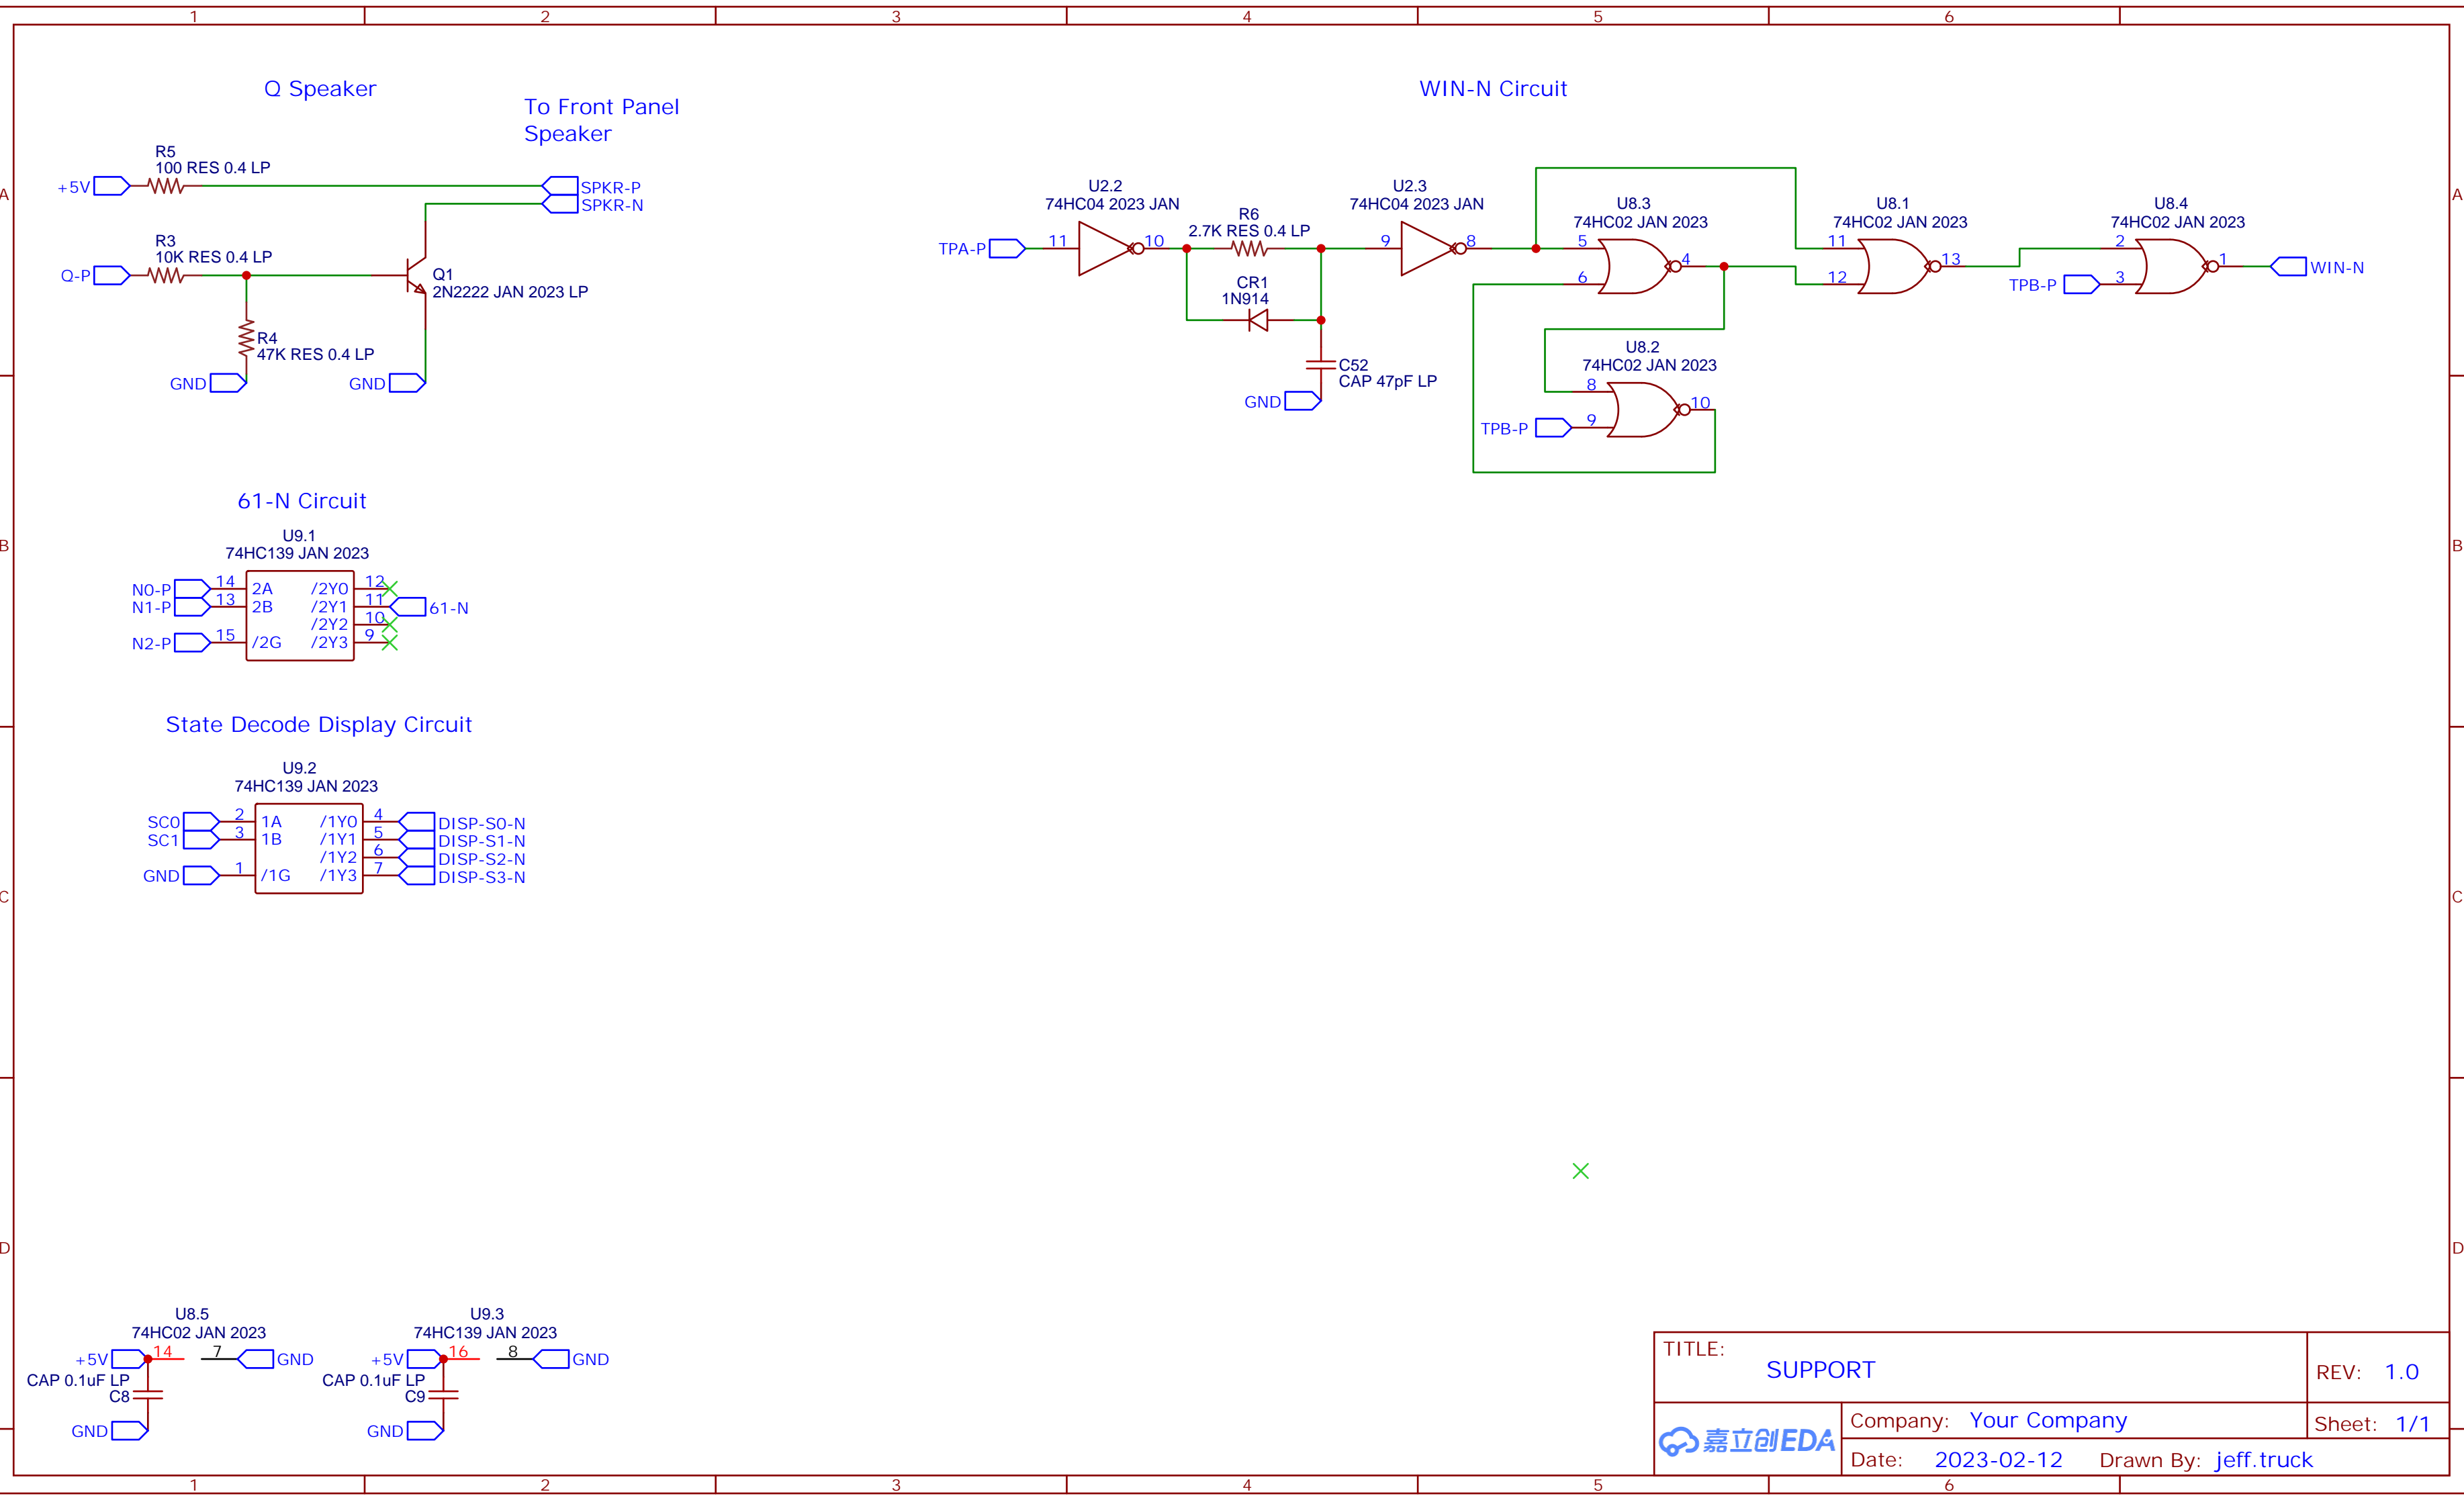 1 2 3 4 5 6
Q Speaker
To Front Panel
Speaker
R5
100 RES 0.4 LP
+5V
SPKR-P
SPKR-N
R3
10K RES 0.4 LP
Q-P
Q1
2N2222 JAN 2023 LP
R4
47K RES 0.4 LP
GND
GND
WIN-N Circuit
U2.2
74HC04 2023 JAN
TPA-P
11
10
R6
2.7K RES 0.4 LP
CR1
1N914
C52
CAP 47pF LP
GND
U2.3
74HC04 2023 JAN
9
8
U8.3
74HC02 JAN 2023
5
6
4
U8.2
74HC02 JAN 2023
8
TPB-P
9
10
U8.1
74HC02 JAN 2023
11
12
13
U8.4
74HC02 JAN 2023
2
TPB-P
3
1
WIN-N
A
A
61-N Circuit
U9.1
74HC139 JAN 2023
N0-P 14 2A /2Y0 12
N1-P 13 2B /2Y1 11 61-N
/2Y2 10
N2-P 15 /2G /2Y3 9
B
B
State Decode Display Circuit
U9.2
74HC139 JAN 2023
SC0 2 1A /1Y0 4 DISP-S0-N
SC1 3 1B /1Y1 5 DISP-S1-N
/1Y2 6 DISP-S2-N
GND 1 /1G /1Y3 7 DISP-S3-N
C
C
D
D
U8.5
74HC02 JAN 2023
+5V 14 7 GND
CAP 0.1uF LP
C8
GND
U9.3
74HC139 JAN 2023
+5V 16 8 GND
CAP 0.1uF LP
C9
GND
TITLE:
SUPPORT
REV: 1.0
嘉立创EDA
Company: Your Company
Sheet: 1/1
Date: 2023-02-12 Drawn By: jeff.truck
1 2 3 4 5 6